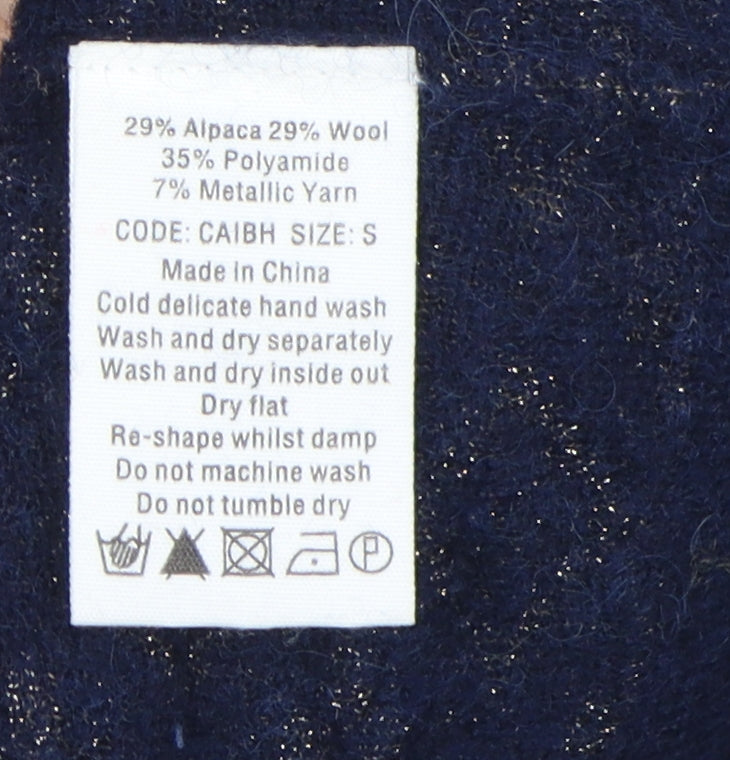 29% Alpaca 29% Wool
35% Polyamide
7% Metallic Yarn
CODE: CAIBH SIZE: S
Made in China
Cold delicate hand wash
Wash and dry separately
Wash and dry inside out
Dry flat
Re-shape whilst damp
Do not machine wash
Do not tumble dry
P